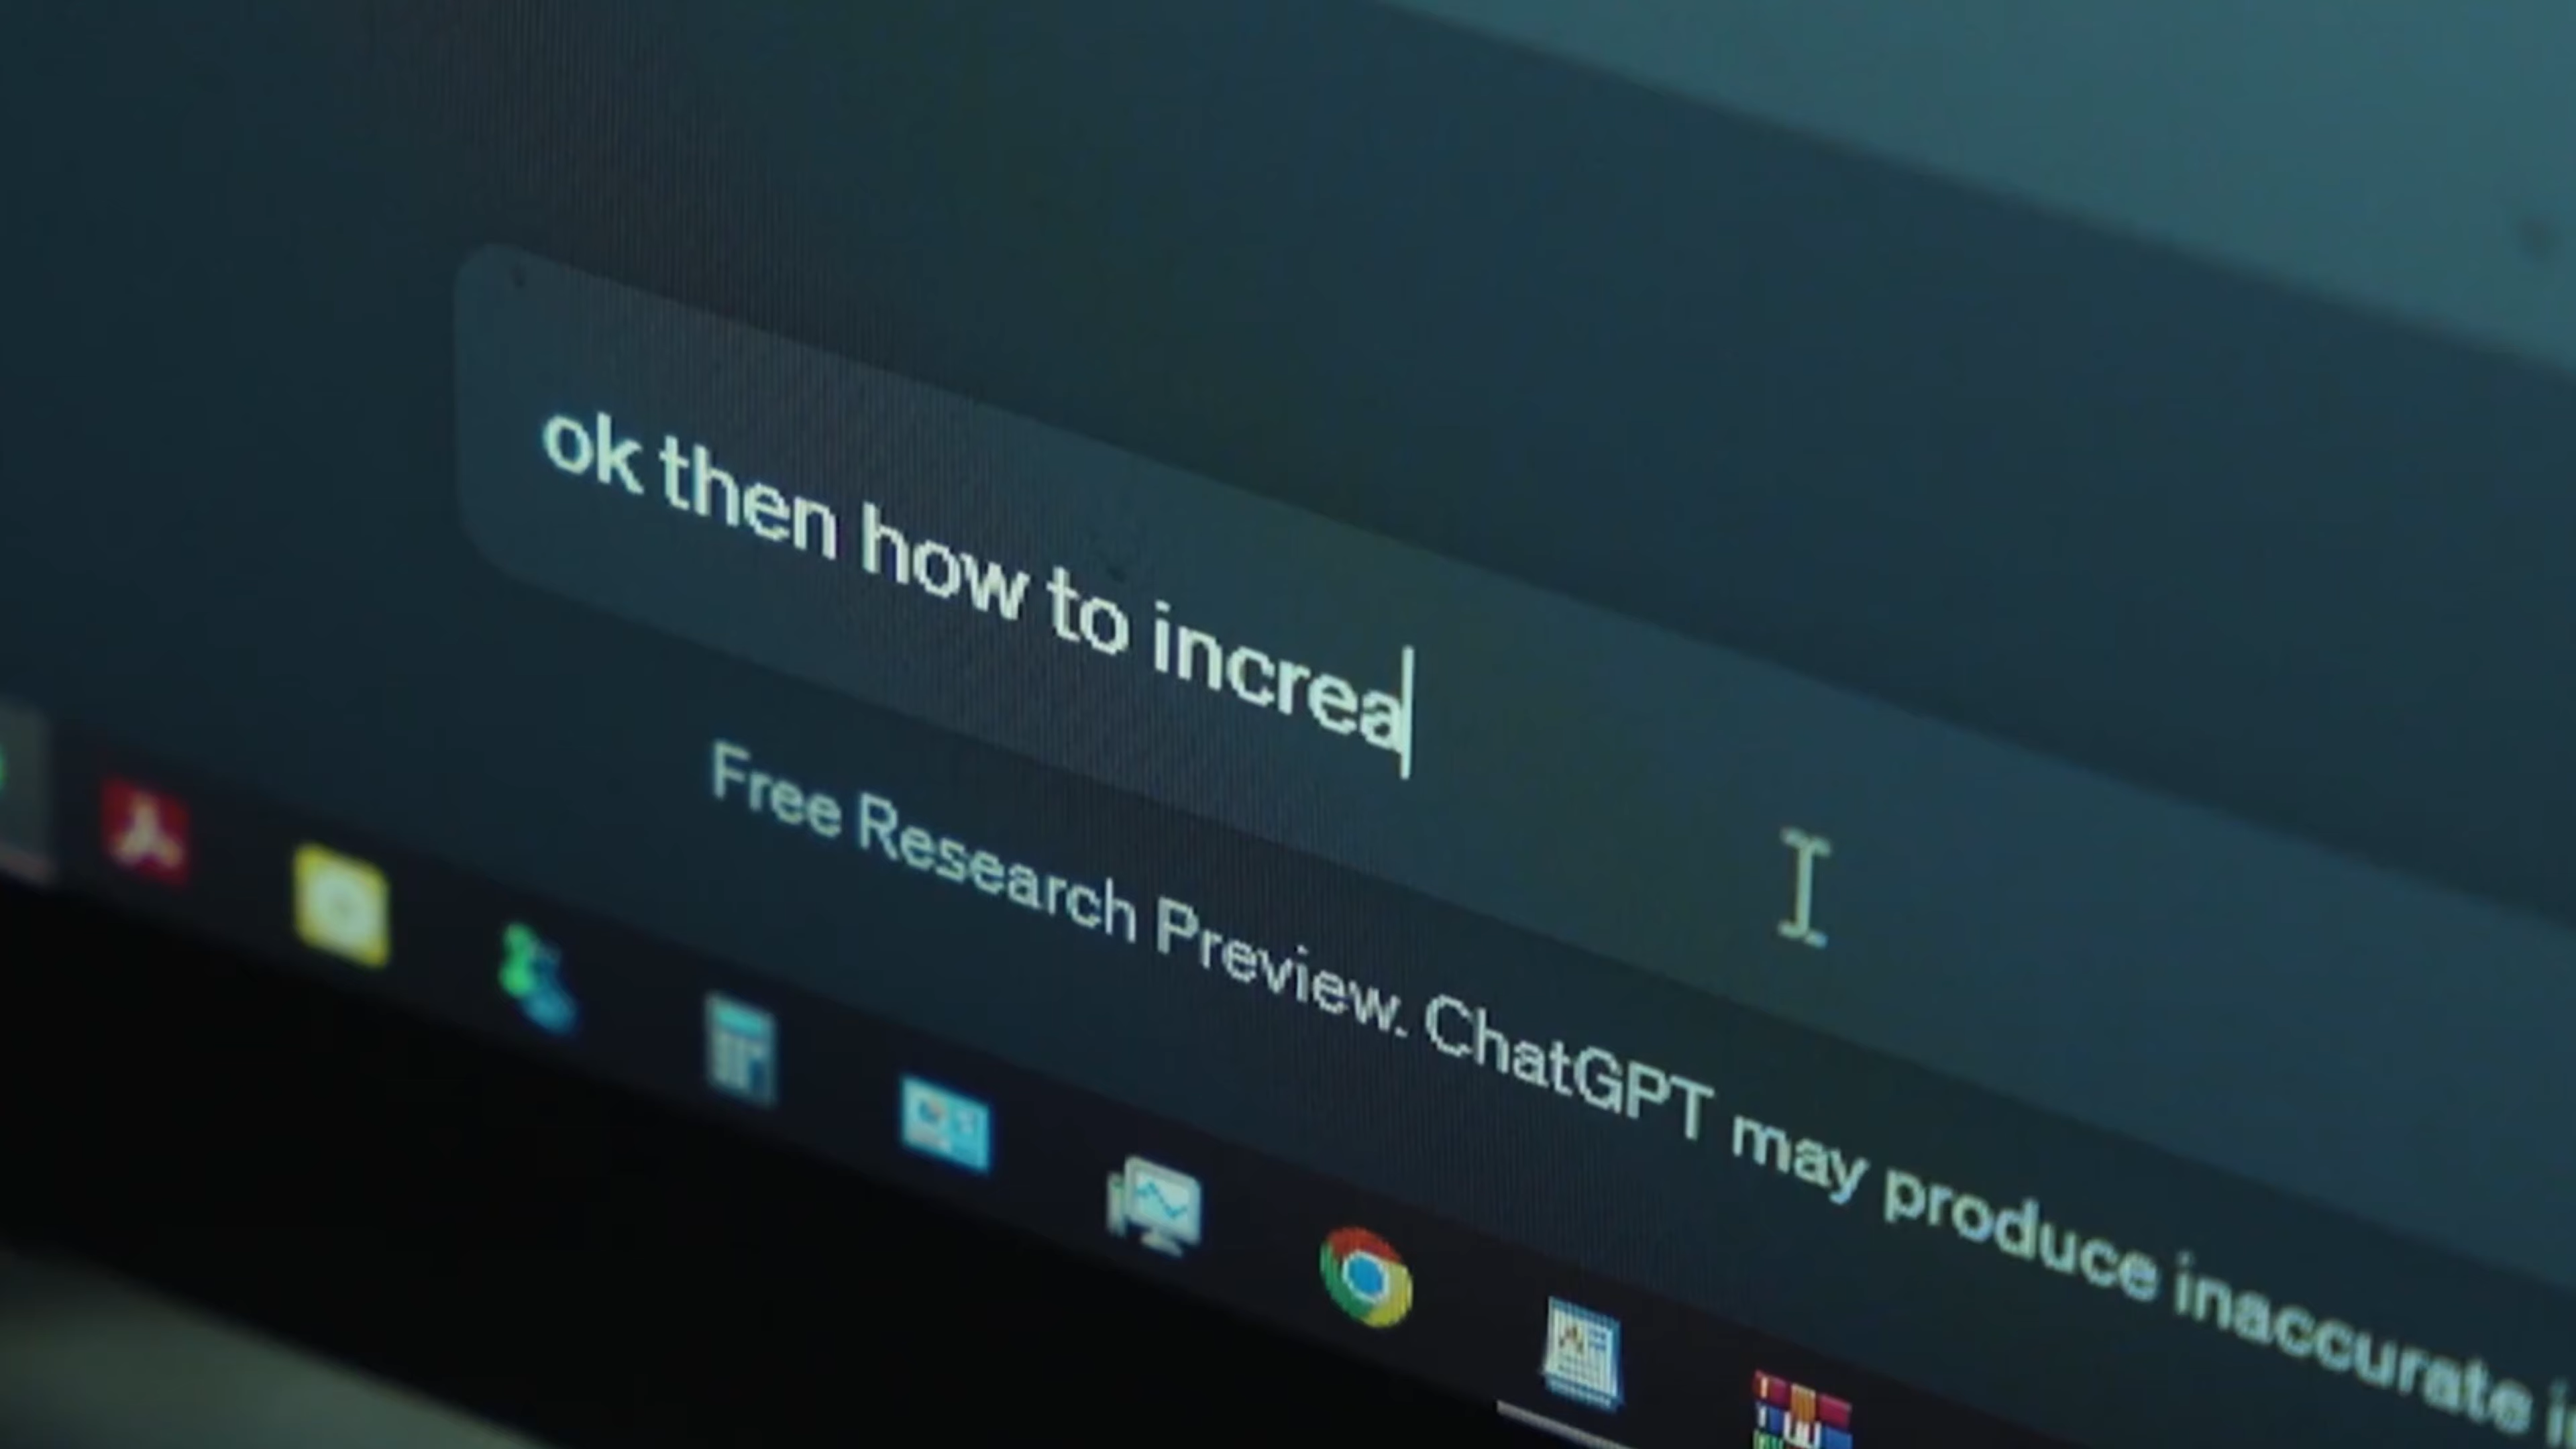 ok then how to increa
Free Research Preview. ChatGPT may produce inaccurate